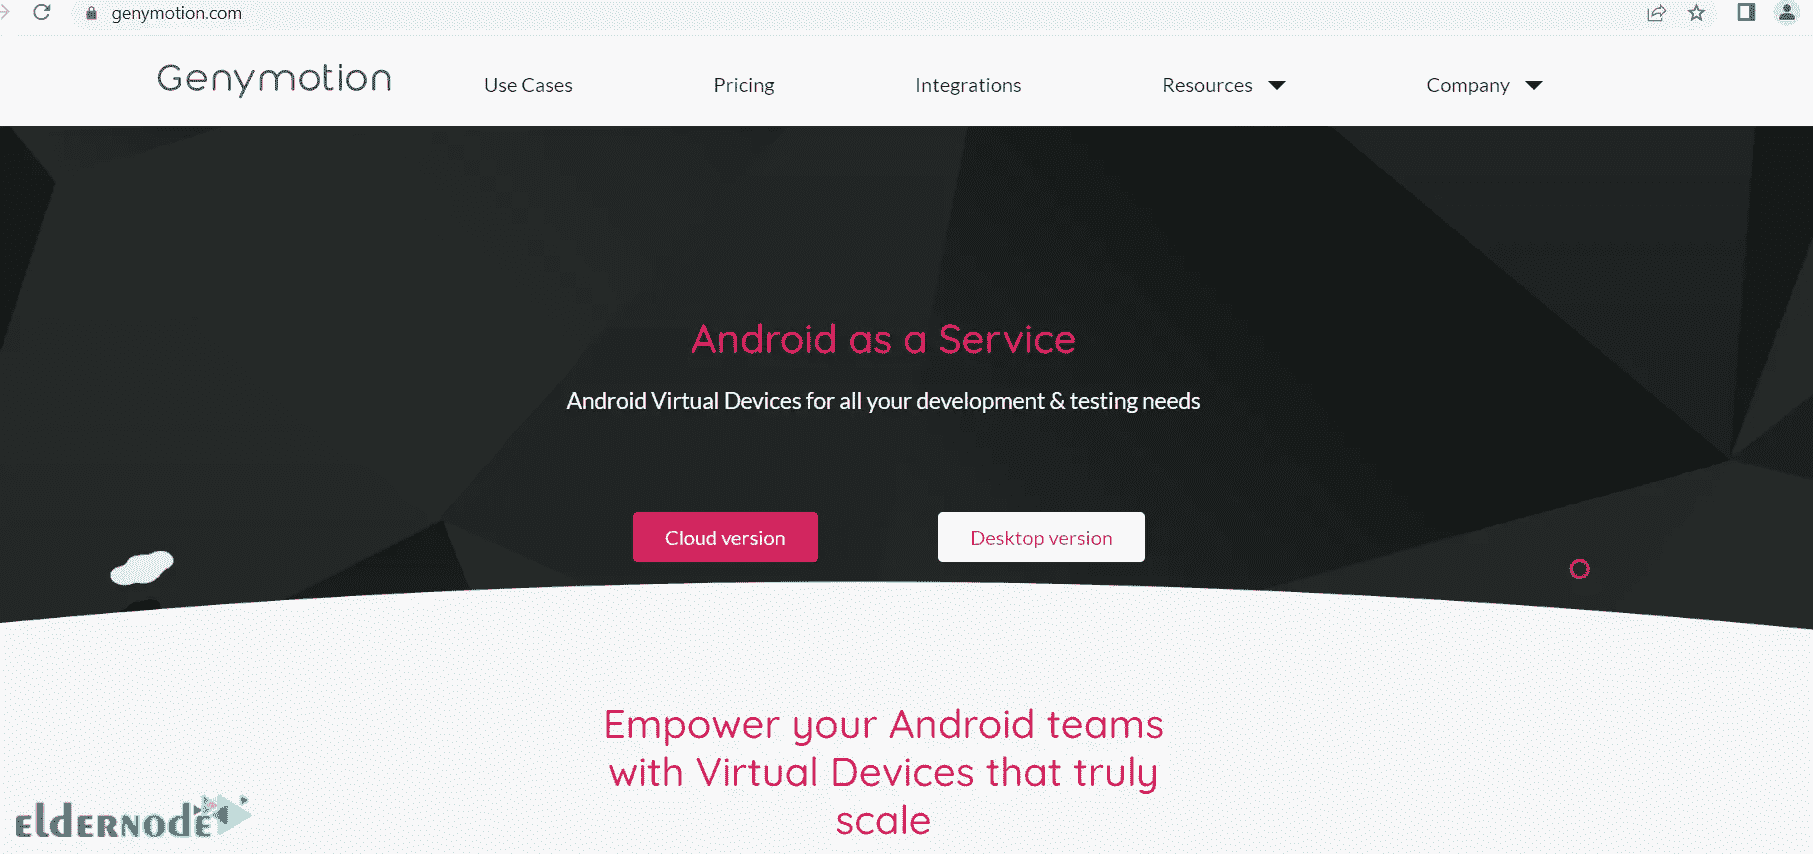 genymotion.com
Genymotion Use Cases Pricing Integrations Resources Company
Android as a Service
Android Virtual Devices for all your development & testing needs
Cloud version Desktop version
Empower your Android teams
with Virtual Devices that truly
scale
eldernode